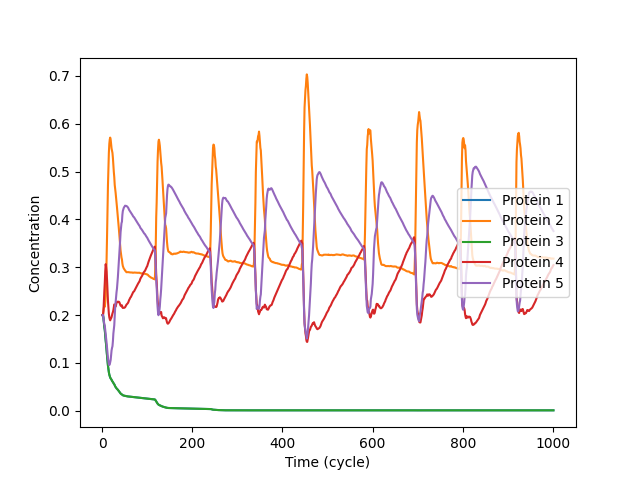 0.7
0.6
0.5
0.4
0.3
0.2
0.1
0.0
Concentration
0
200
400
600
800
1000
Time (cycle)
Protein 1
Protein 2
Protein 3
Protein 4
Protein 5